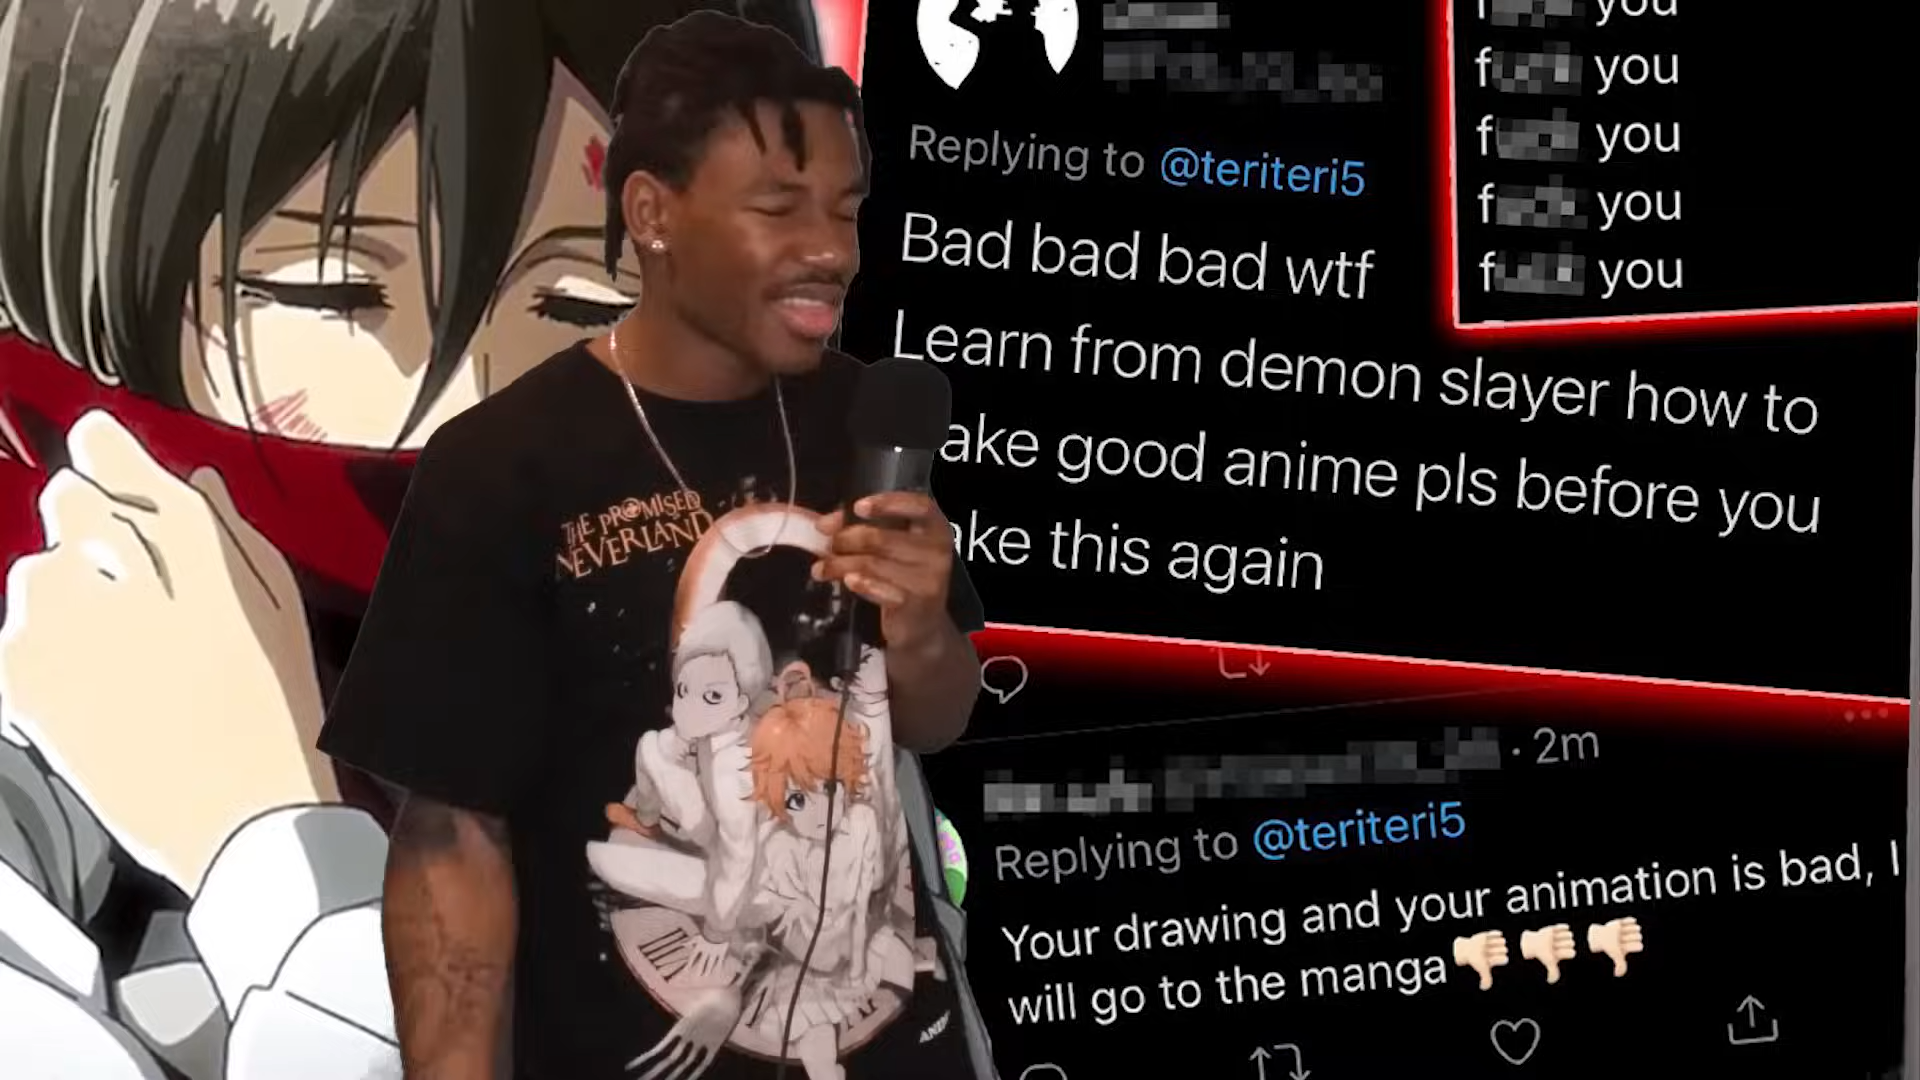 you
you
you
you
you
Replying to @teriteri5
Bad bad bad wtf
Learn from demon slayer how to
ake good anime pls before you
ake this again
THE PROMISED
NEVERLAND
· 2m
Replying to @teriteri5
Your drawing and your animation is bad, I
will go to the manga👎🏻👎🏻👎🏻